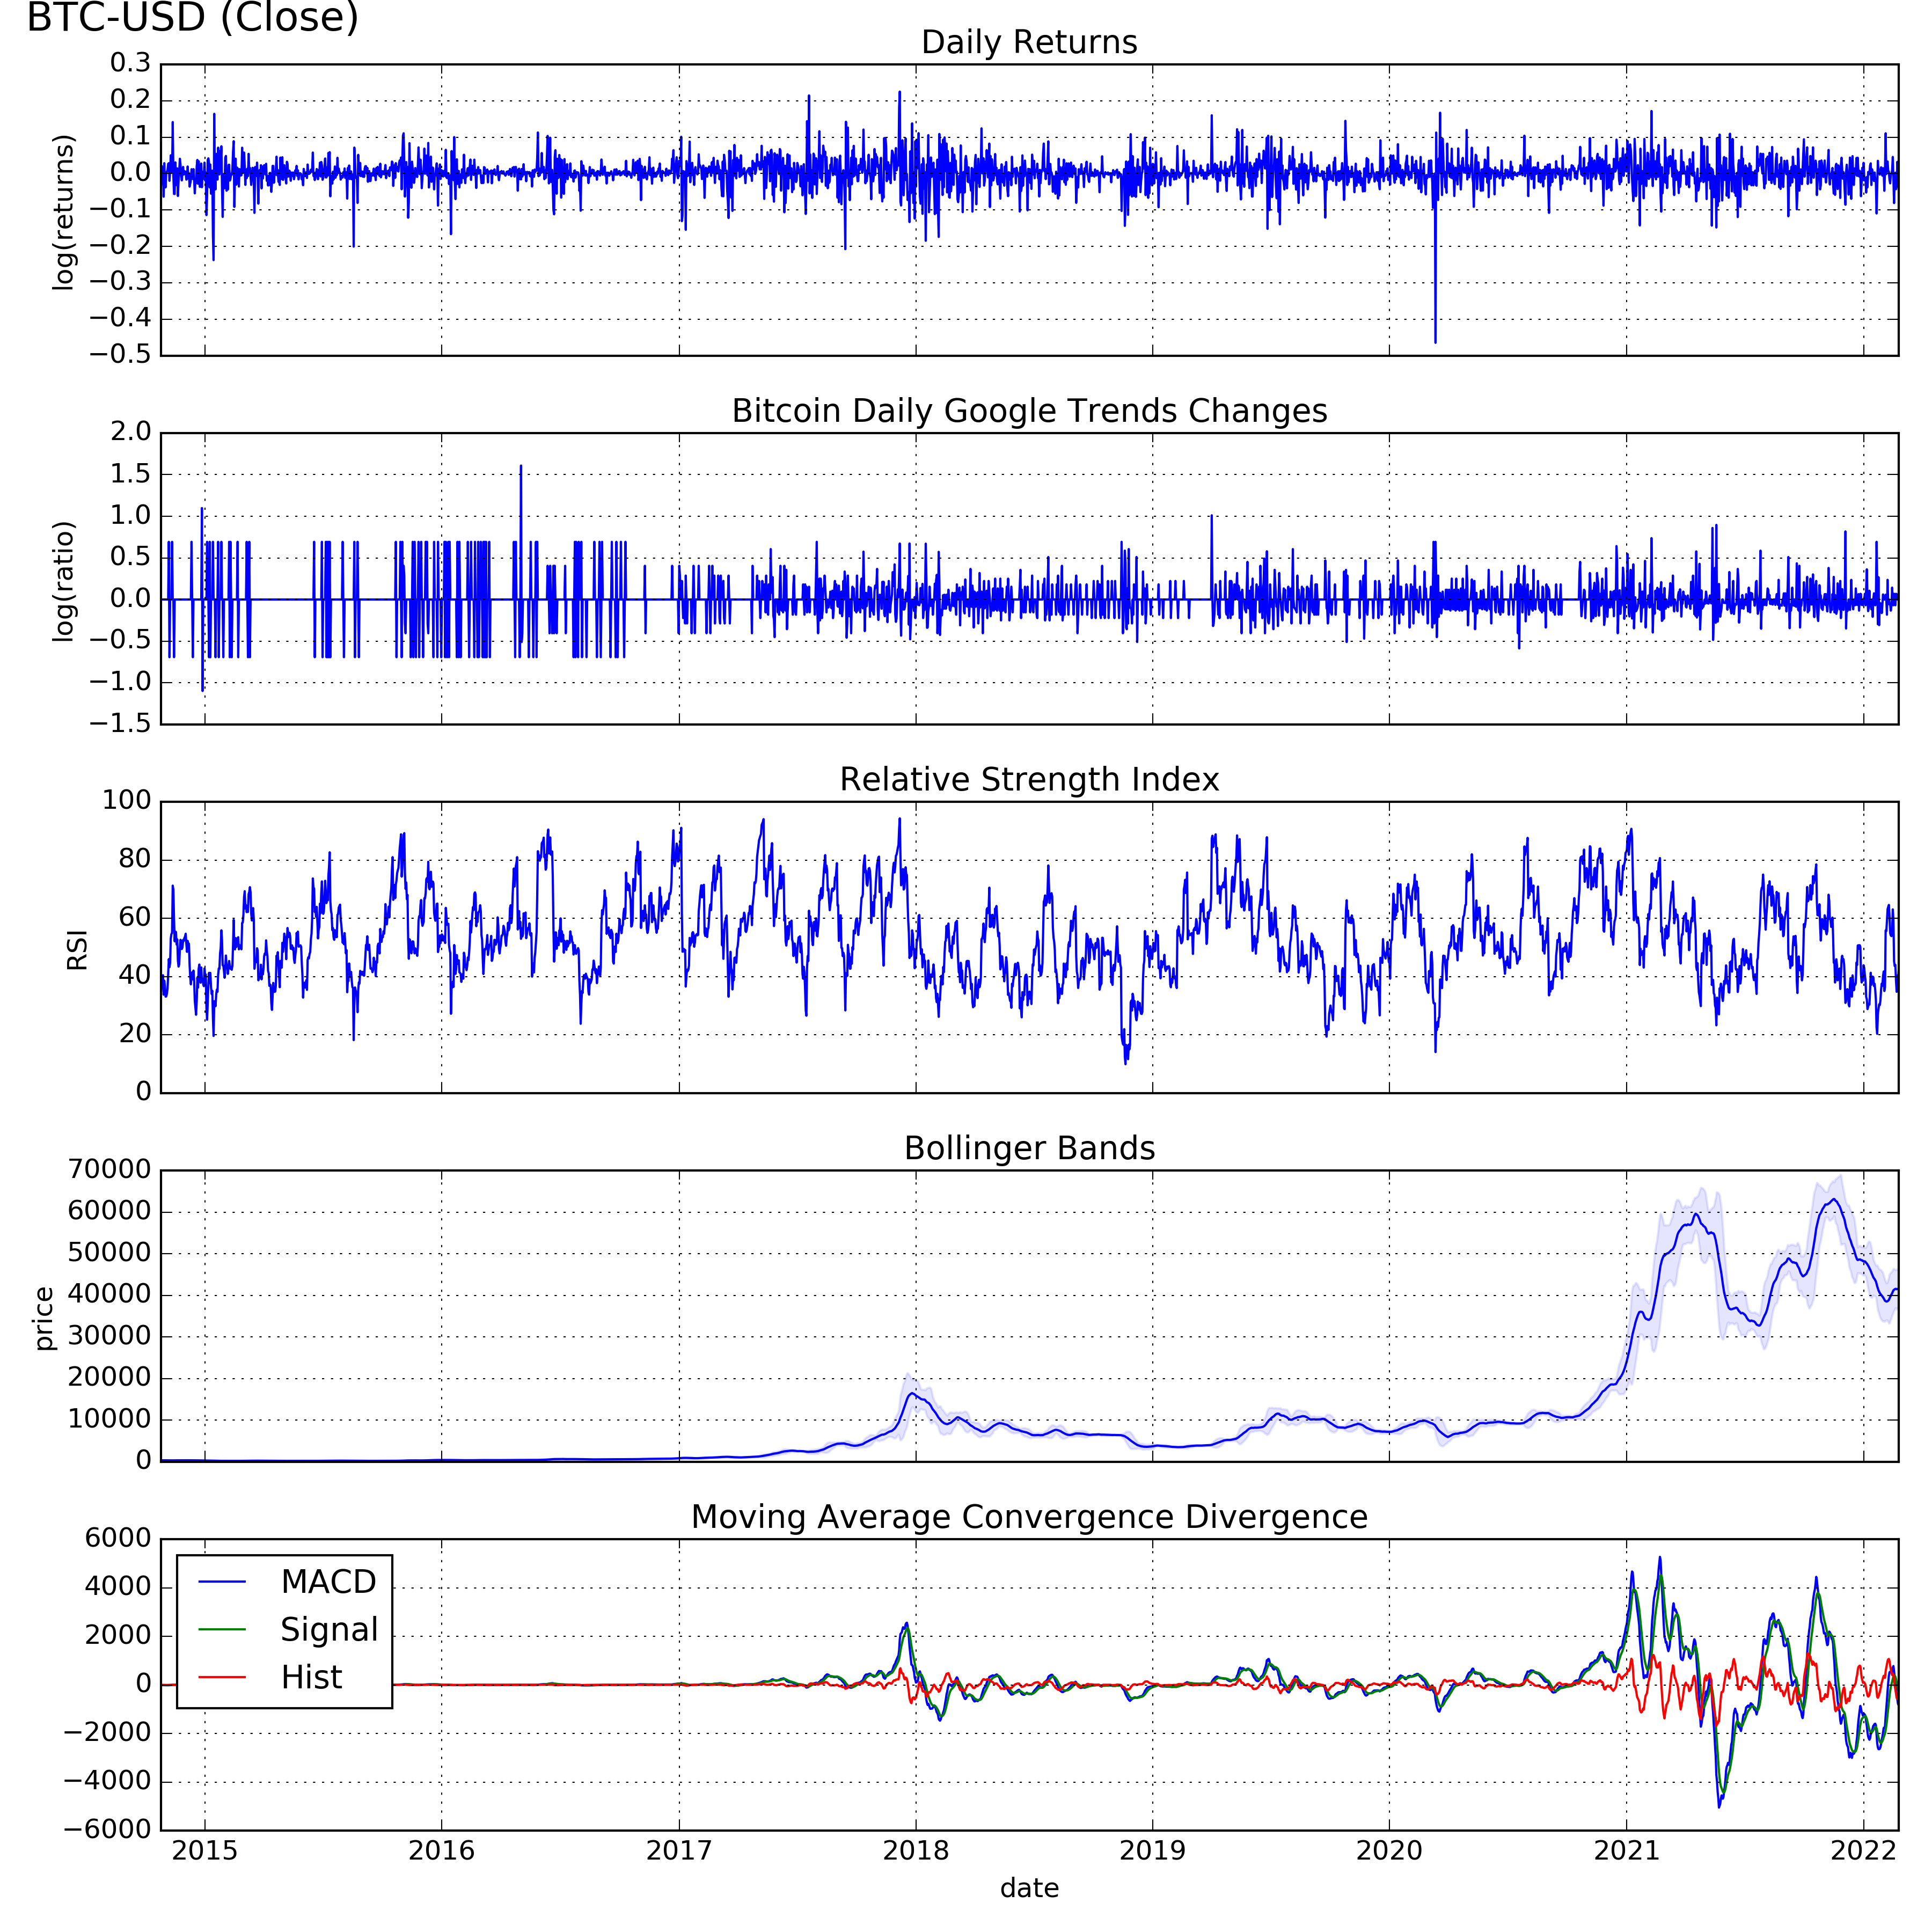 BTC-USD (Close)
Daily Returns
0.3
0.2
0.1
0.0
−0.1
−0.2
−0.3
−0.4
−0.5
log(returns)
Bitcoin Daily Google Trends Changes
2.0
1.5
1.0
0.5
0.0
−0.5
−1.0
−1.5
log(ratio)
Relative Strength Index
100
80
60
40
20
0
RSI
Bollinger Bands
70000
60000
50000
40000
30000
20000
10000
0
price
Moving Average Convergence Divergence
6000
4000
2000
0
−2000
−4000
−6000
MACD
Signal
Hist
2015 2016 2017 2018 2019 2020 2021 2022
date